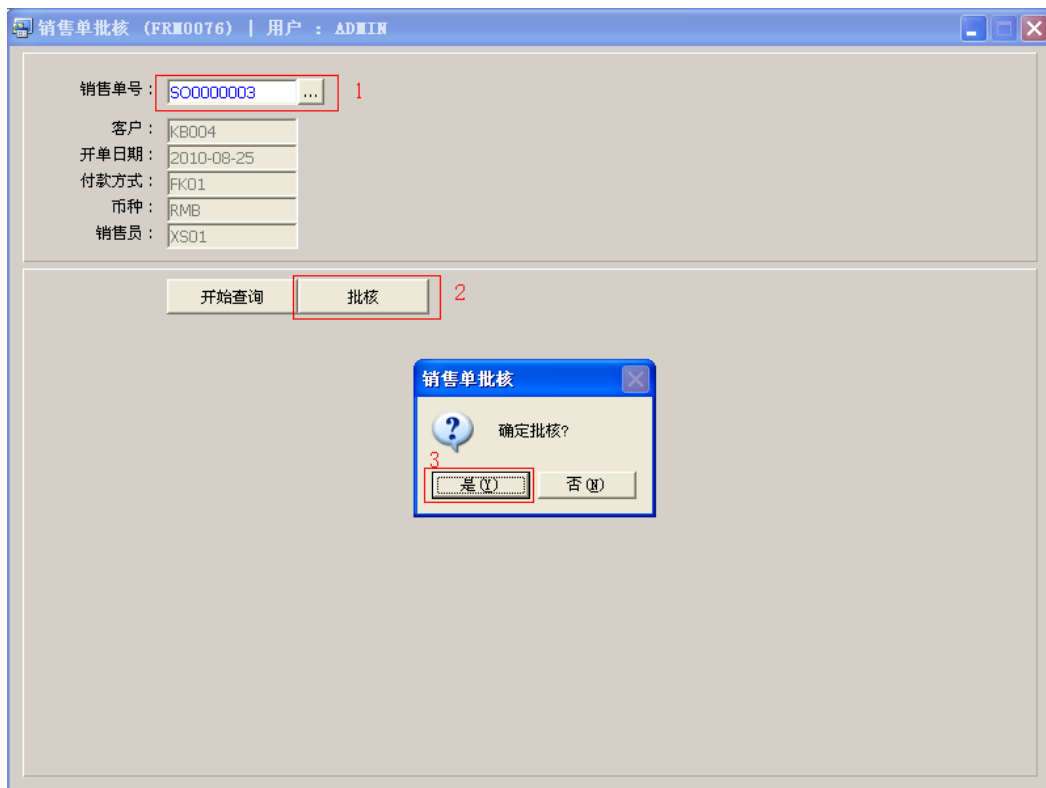 销售单批核 (FRM0076) | 用户 : ADMIN
销售单号： SO0000003 ... 1
客户： KB004
开单日期： 2010-08-25
付款方式： FK01
币种： RMB
销售员： XS01
开始查询 批核 2
销售单批核
确定批核?
3
是(Y) 否(N)